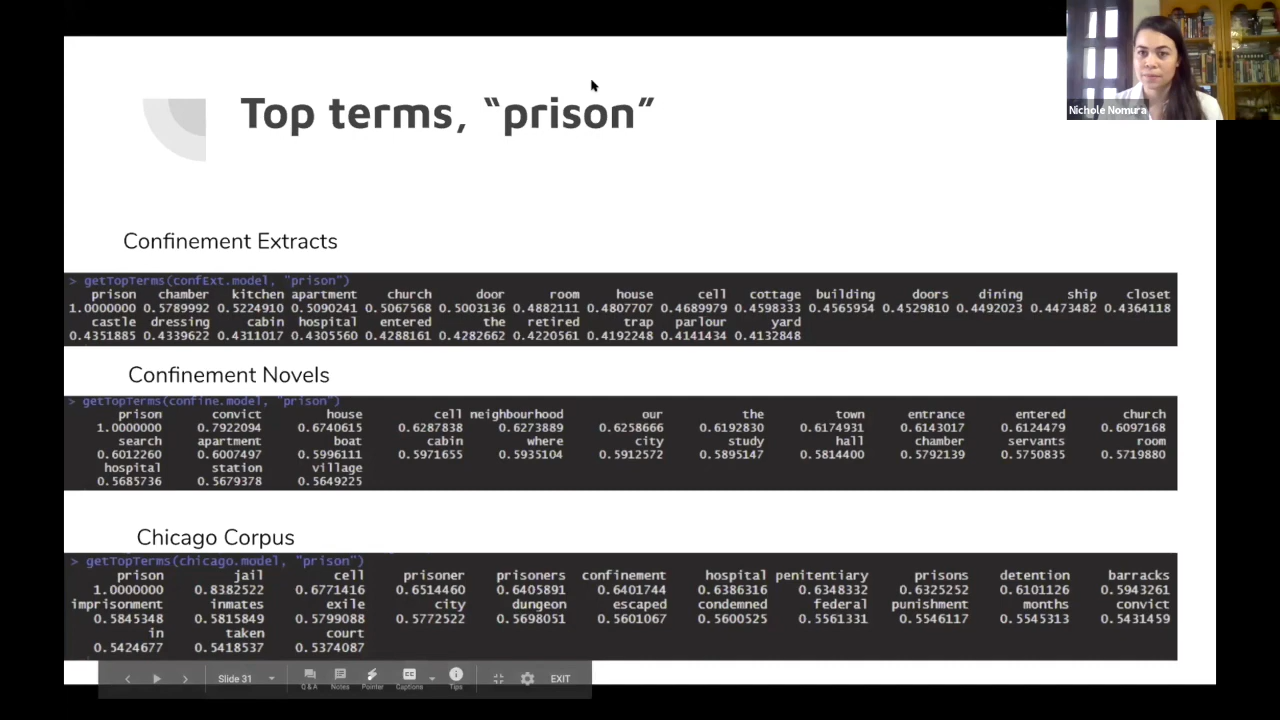 Nichole Nomura
Top terms, “prison”
Confinement Extracts
> getTopTerms(confExt.model, "prison")
prison chamber kitchen apartment church door room house cell cottage building doors dining ship closet
1.0000000 0.5789992 0.5224910 0.5090241 0.5067568 0.5003136 0.4882111 0.4807707 0.4689979 0.4598333 0.4565954 0.4529810 0.4492023 0.4473482 0.4364118
castle dressing cabin hospital entered the retired trap parlour yard
0.4351885 0.4339622 0.4311017 0.4305560 0.4288161 0.4282662 0.4220561 0.4192248 0.4141434 0.4132848
Confinement Novels
> getTopTerms(confine.model, "prison")
prison convict house cell neighbourhood our the town entrance entered church
1.0000000 0.7922094 0.6740615 0.6287838 0.6273889 0.6258666 0.6192830 0.6174931 0.6143017 0.6124479 0.6097168
search apartment boat cabin where city study hall chamber servants room
0.6012260 0.6007497 0.5996111 0.5971655 0.5935104 0.5912572 0.5895147 0.5814400 0.5792139 0.5750835 0.5719880
hospital station village
0.5685736 0.5679378 0.5649225
Chicago Corpus
> getTopTerms(chicago.model, "prison")
prison jail cell prisoner prisoners confinement hospital penitentiary prisons detention barracks
1.0000000 0.8382522 0.6771416 0.6514460 0.6405891 0.6401744 0.6386316 0.6348332 0.6325252 0.6101126 0.5943261
imprisonment inmates exile city dungeon escaped condemned federal punishment months convict
0.5845348 0.5815849 0.5799088 0.5772522 0.5698051 0.5601067 0.5600525 0.5561331 0.5546117 0.5545313 0.5431459
in taken court
0.5424677 0.5418537 0.5374087
Slide 31 Q&A Notes Pointer Captions Tips EXIT